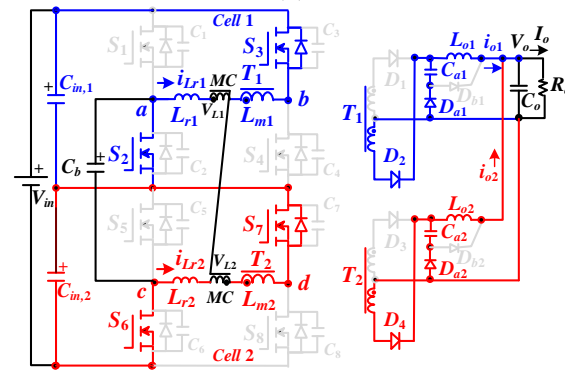 Cell 1
S1 C1 S3 C3
Cin,1 iLr1 MC T1 b
a VL1 Lr1 Lm1
S2 C2 S4 C4
Vin Cb
S5 C5 S7 C7
Cin,2 iLr2 VL2 T2
c Lr2 MC Lm2 d
S6 C6 S8 C8
Cell 2
Lo1 io1 Vo Io
D1 Ca1 Db1 Co R
T1 Da1
D2
io2
Lo2
D3 Ca2 Db2
T2 Da2
D4